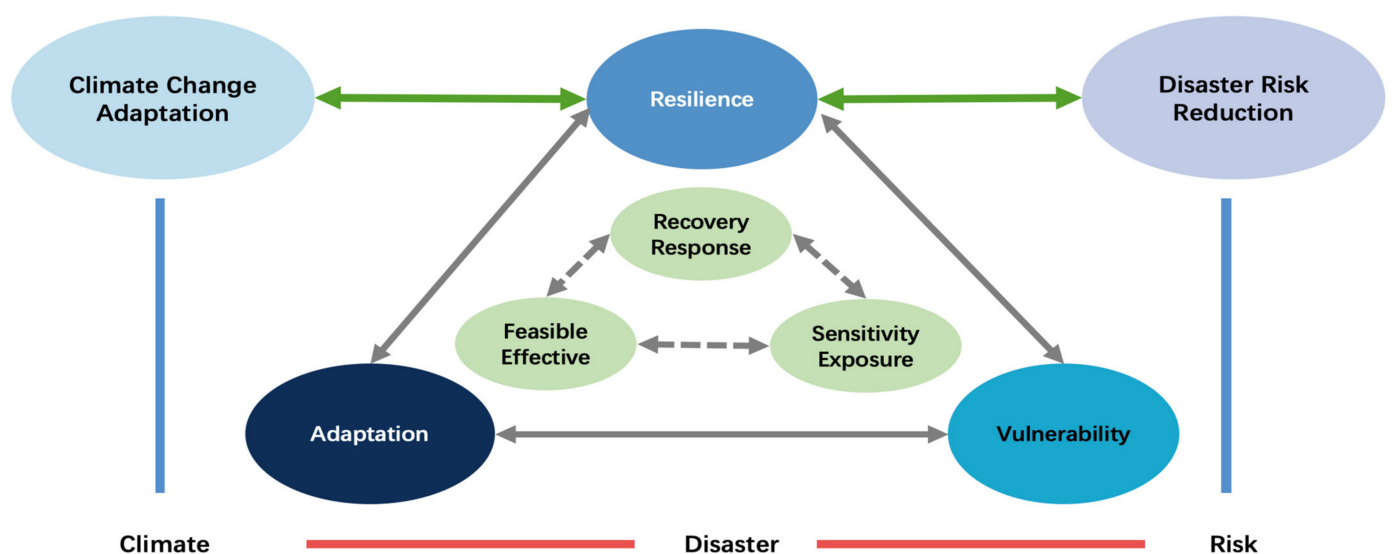 Climate Change
Adaptation
Resilience
Disaster Risk
Reduction
Recovery
Response
Feasible
Effective
Sensitivity
Exposure
Adaptation
Vulnerability
Climate
Disaster
Risk